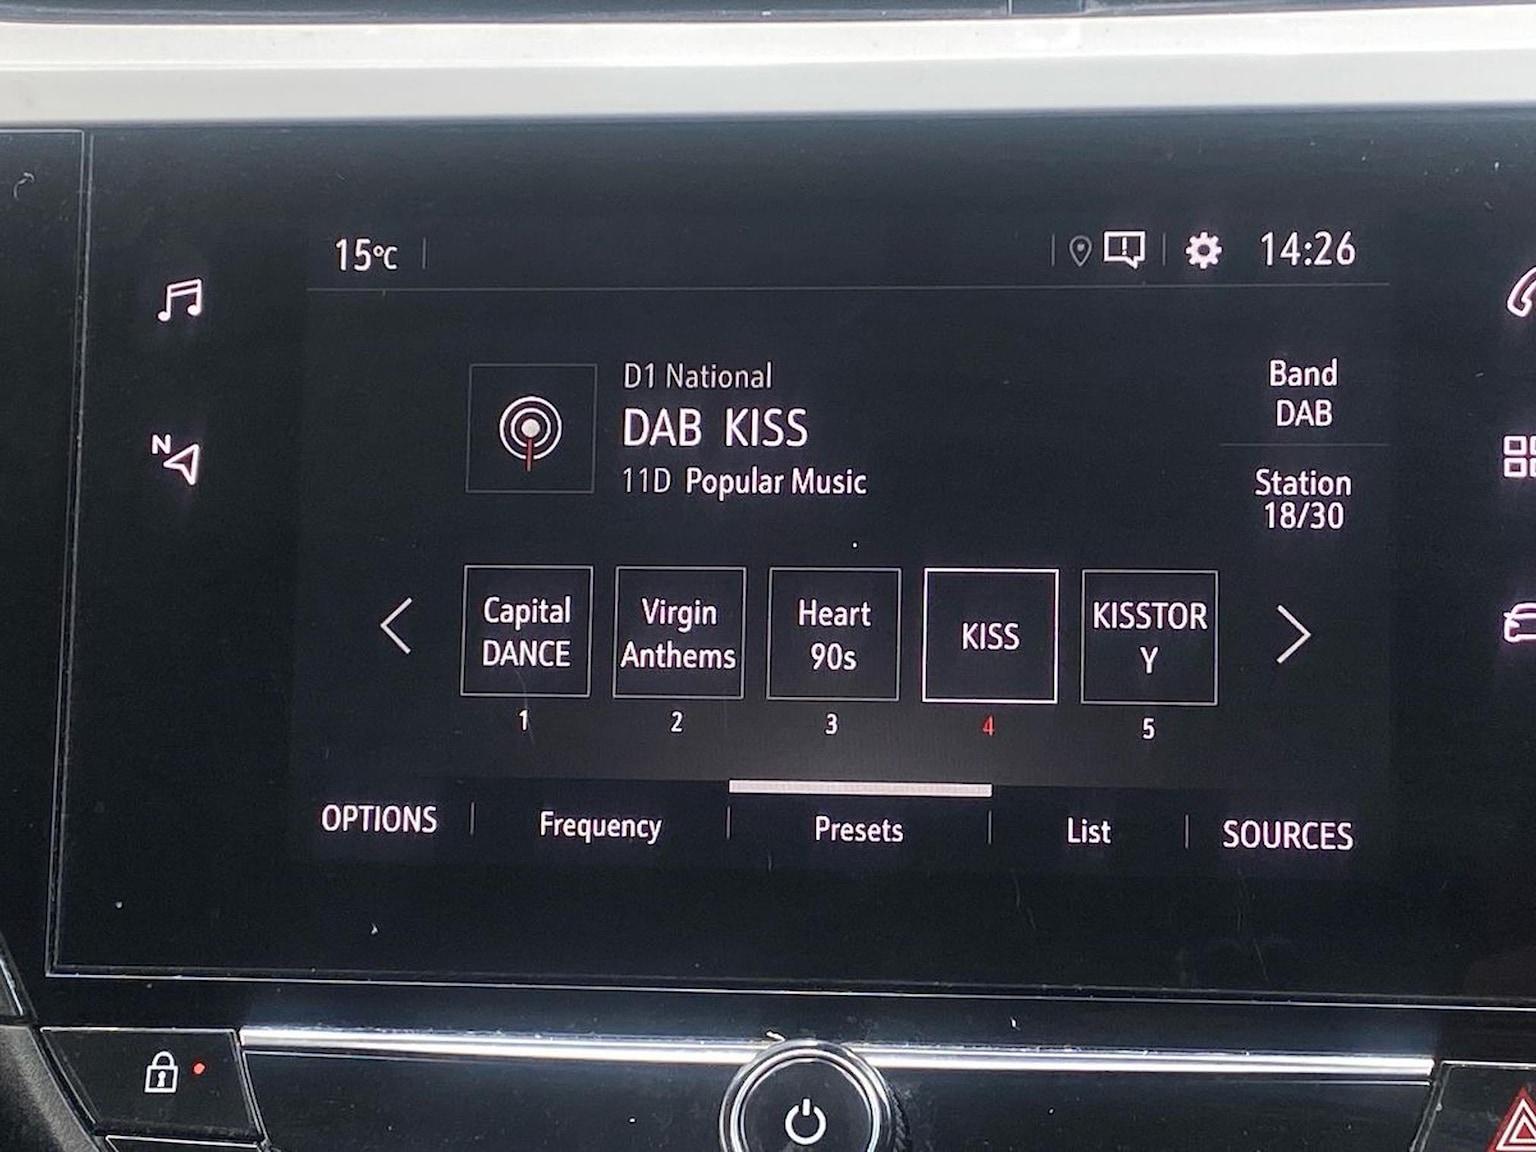 15°C
14:26
N
D1 National
DAB KISS
11D Popular Music
Band
DAB
Station
18/30
Capital
DANCE
Virgin
Anthems
Heart
90s
KISS
KISSTOR
Y
1
2
3
4
5
OPTIONS
Frequency
Presets
List
SOURCES